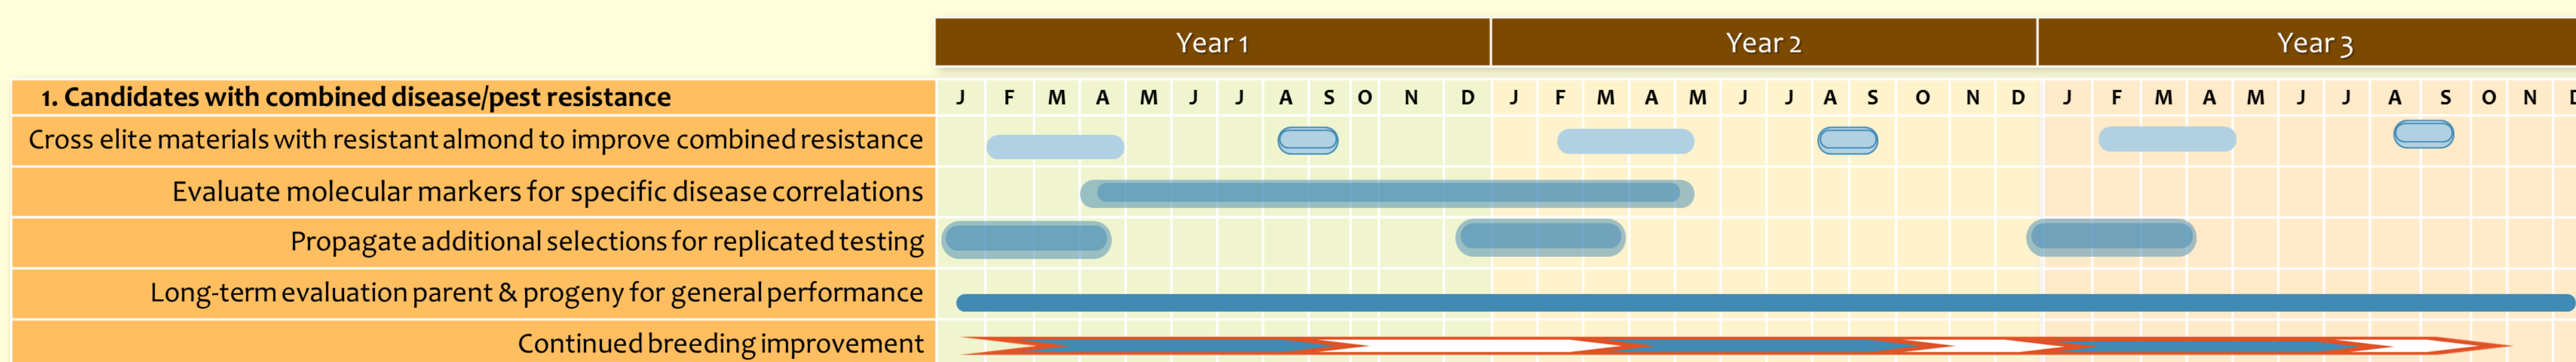 Year 1 Year 2 Year 3
1. Candidates with combined disease/pest resistance J F M A M J J A S O N D J F M A M J J A S O N D J F M A M J J A S O N D
Cross elite materials with resistant almond to improve combined resistance
Evaluate molecular markers for specific disease correlations
Propagate additional selections for replicated testing
Long-term evaluation parent & progeny for general performance
Continued breeding improvement